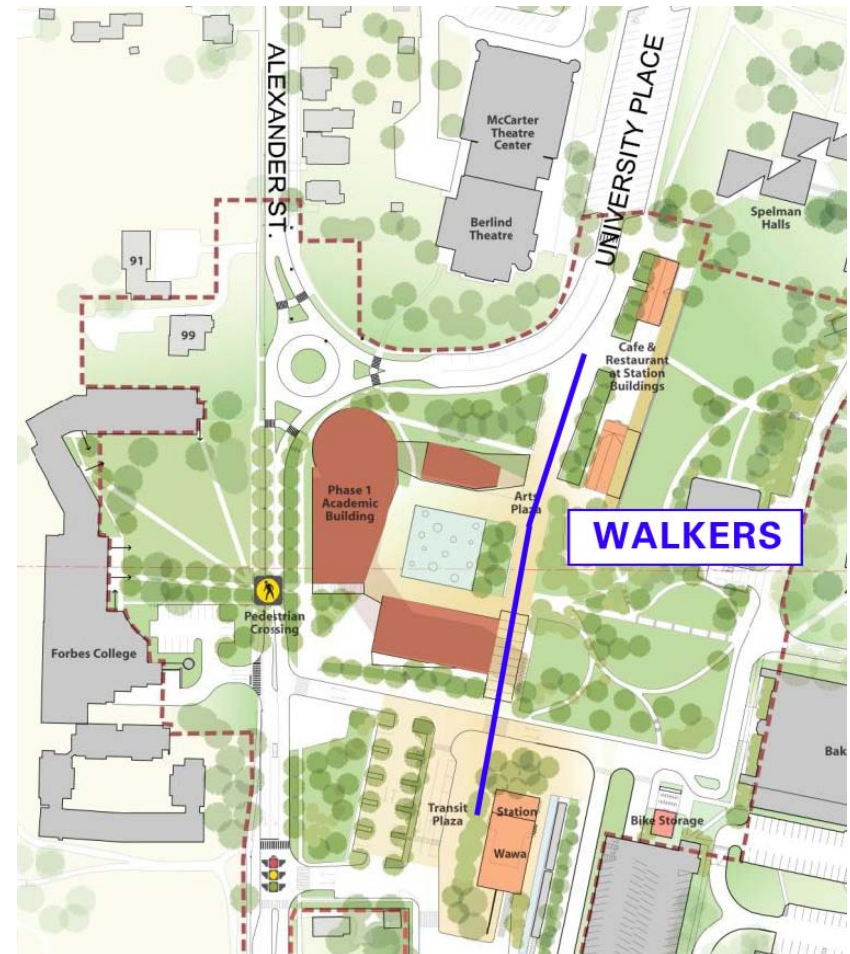 ALEXANDER ST.
UNIVERSITY PLACE
McCarter
Theatre
Center
Berlind
Theatre
Spelman
Halls
91
99
Cafe &
Restaurant
at Station
Buildings
Phase 1
Academic
Building
Arts
Plaza
WALKERS
Pedestrian
Crossing
Forbes College
Bak
Transit
Plaza
Station
Wawa
Bike Storage